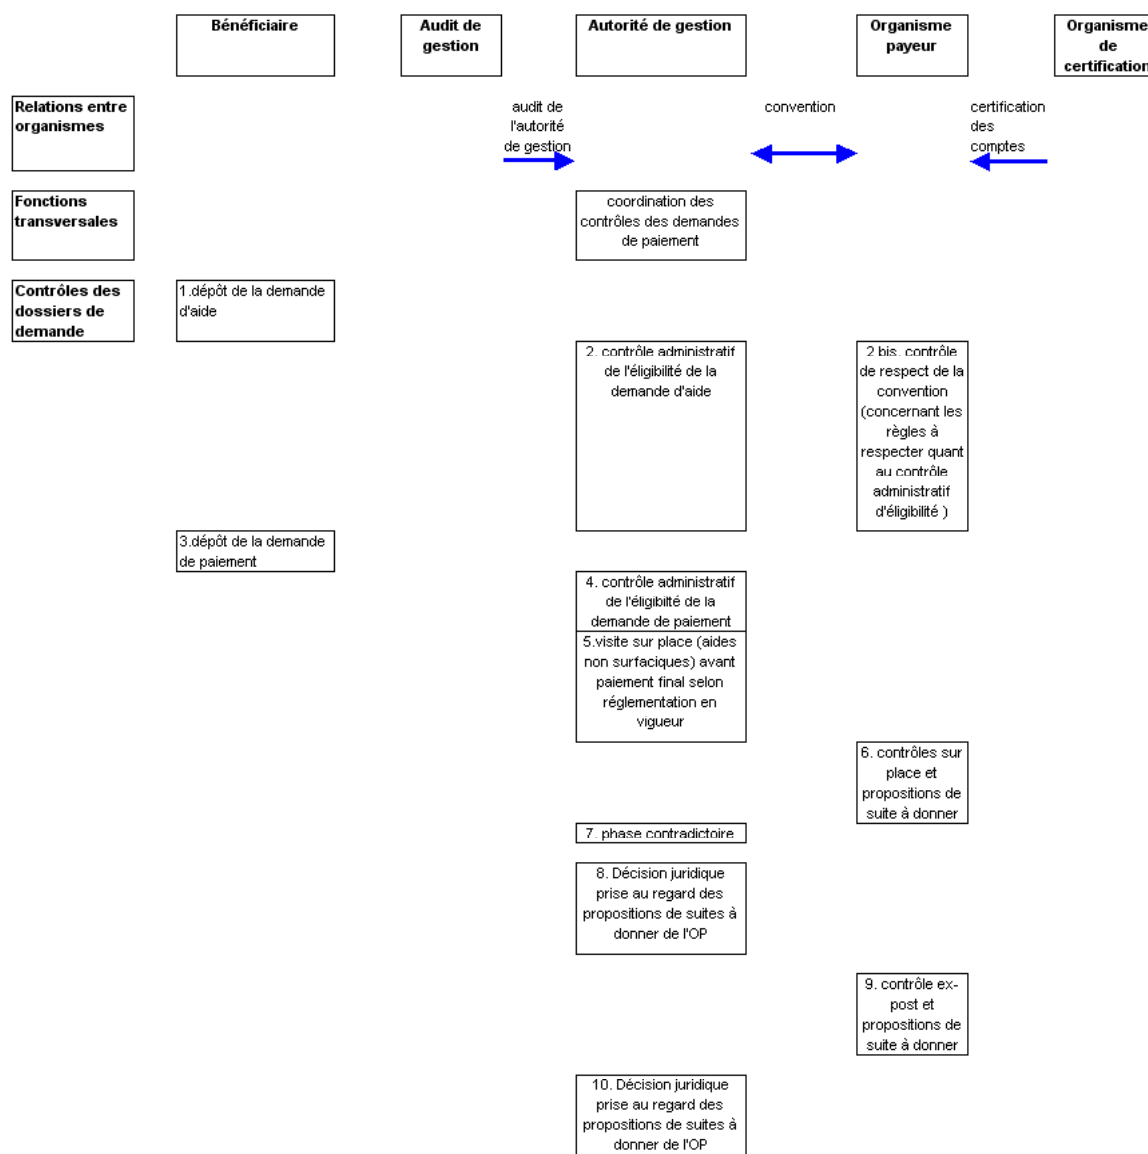 Bénéficiaire
Audit de
gestion
Autorité de gestion
Organisme
payeur
Organisme
de
certification
Relations entre
organismes
audit de
l'autorité
de gestion
convention
certification
des
comptes
Fonctions
transversales
coordination des
contrôles des demandes
de paiement
Contrôles des
dossiers de
demande
1.dépôt de la demande
d'aide
2. contrôle administratif
de l'éligibilité de la
demande d'aide
2 bis. contrôle
de respect de la
convention
(concernant les
règles à
respecter quant
au contrôle
administratif
d'éligibilité )
3.dépôt de la demande
de paiement
4. contrôle administratif
de l'éligibilté de la
demande de paiement
5.visite sur place (aides
non surfaciques) avant
paiement final selon
réglementation en
vigueur
6. contrôles sur
place et
propositions de
suite à donner
7. phase contradictoire
8. Décision juridique
prise au regard des
propositions de suites à
donner de l'OP
9. contrôle ex-
post et
propositions de
suite à donner
10. Décision juridique
prise au regard des
propositions de suites à
donner de l'OP